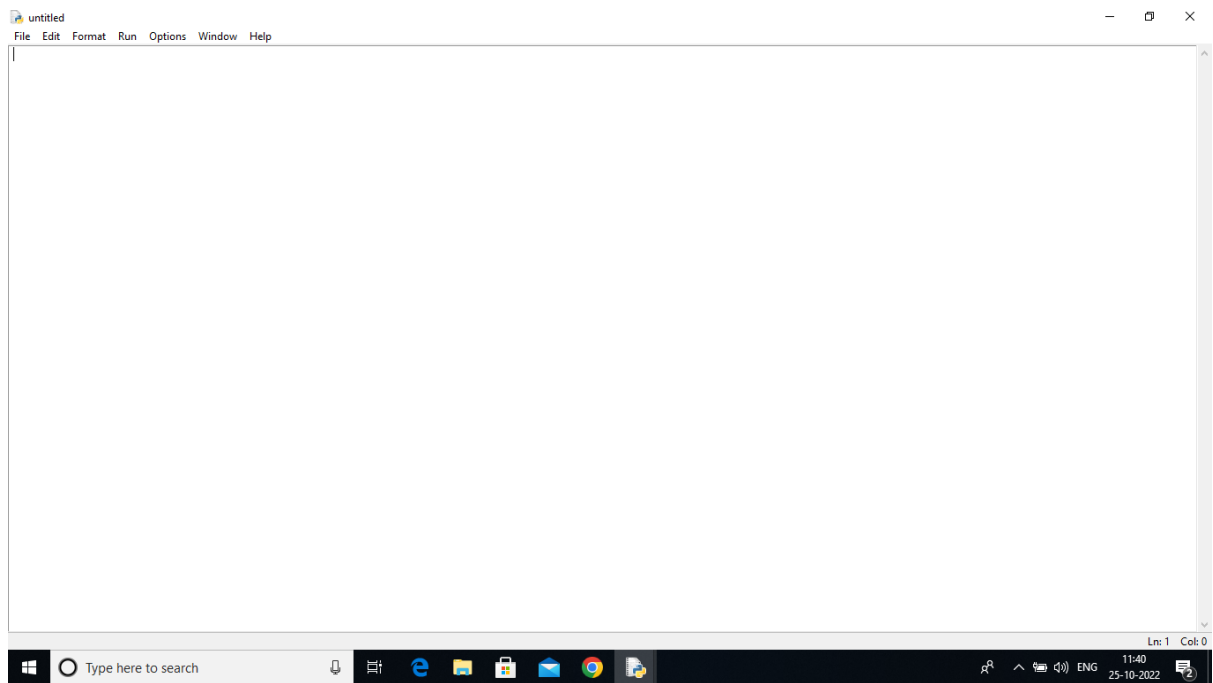 untitled
File Edit Format Run Options Window Help
Ln: 1 Col: 0
Type here to search
ENG
11:40
25-10-2022
2